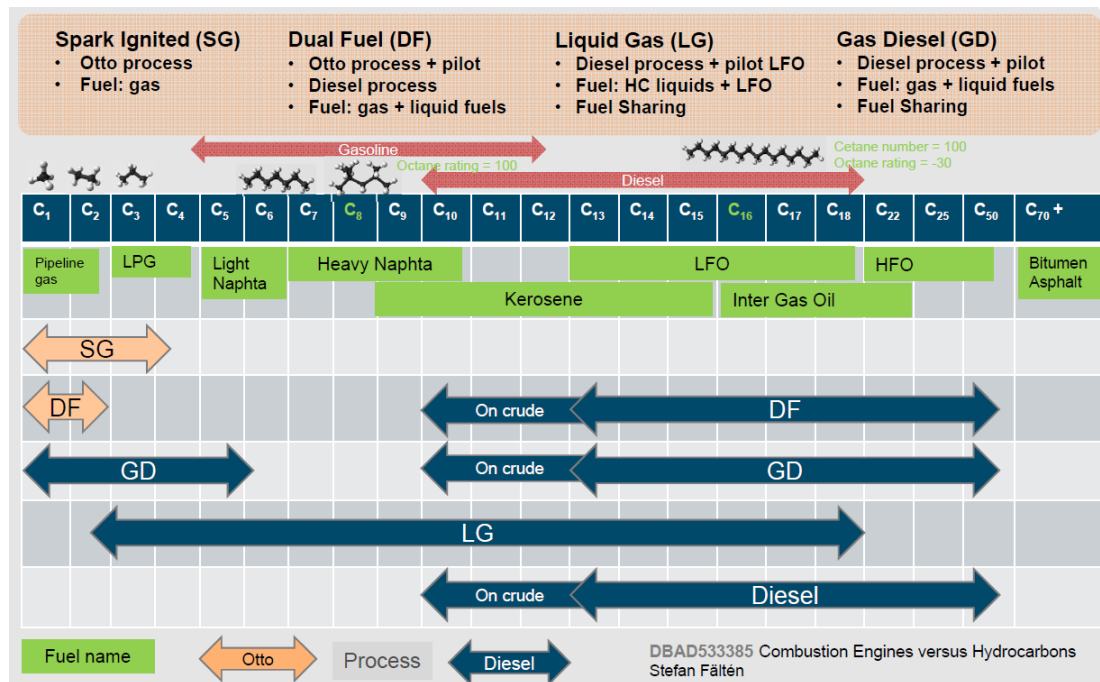 Spark Ignited (SG)
• Otto process
• Fuel: gas
Dual Fuel (DF)
• Otto process + pilot
• Diesel process
• Fuel: gas + liquid fuels
Liquid Gas (LG)
• Diesel process + pilot LFO
• Fuel: HC liquids + LFO
• Fuel Sharing
Gas Diesel (GD)
• Diesel process + pilot
• Fuel: gas + liquid fuels
• Fuel Sharing
Gasoline
Octane rating = 100
Cetane number = 100
Octane rating = -30
Diesel
C1 C2 C3 C4 C5 C6 C7 C8 C9 C10 C11 C12 C13 C14 C15 C16 C17 C18 C22 C25 C50 C70 +
Pipeline
gas
LPG
Light
Naphta
Heavy Naphta
LFO
HFO
Bitumen
Asphalt
Kerosene
Inter Gas Oil
SG
DF
On crude
DF
GD
On crude
GD
LG
On crude
Diesel
Fuel name
Otto
Process
Diesel
DBAD533385 Combustion Engines versus Hydrocarbons
Stefan Fältén